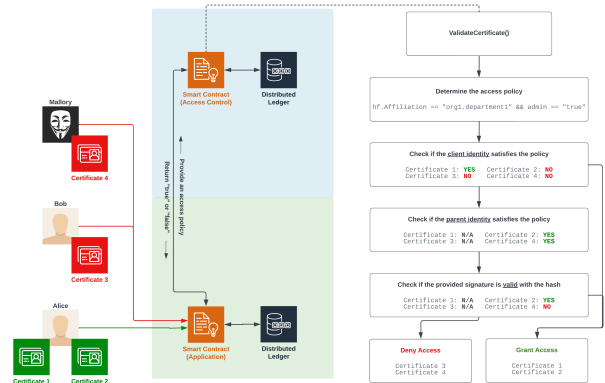 Mallory
Certificate 4
Bob
Certificate 3
Alice
Certificate 1
Certificate 2
Smart Contract
(Access Control)
Distributed
Ledger
Provide an access policy
Return "true" or "false"
Smart Contract
(Application)
Distributed
Ledger
ValidateCertificate()
Determine the access policy
hf.Affiliation == "org1.department1" && admin == "true"
Check if the client identity satisfies the policy
Certificate 1: YES Certificate 2: NO
Certificate 3: NO Certificate 4: NO
Check if the parent identity satisfies the policy
Certificate 1: N/A Certificate 2: YES
Certificate 3: N/A Certificate 4: YES
Check if the provided signature is valid with the hash
Certificate 1: N/A Certificate 2: YES
Certificate 3: N/A Certificate 4: NO
Deny Access
Certificate 3
Certificate 4
Grant Access
Certificate 1
Certificate 2